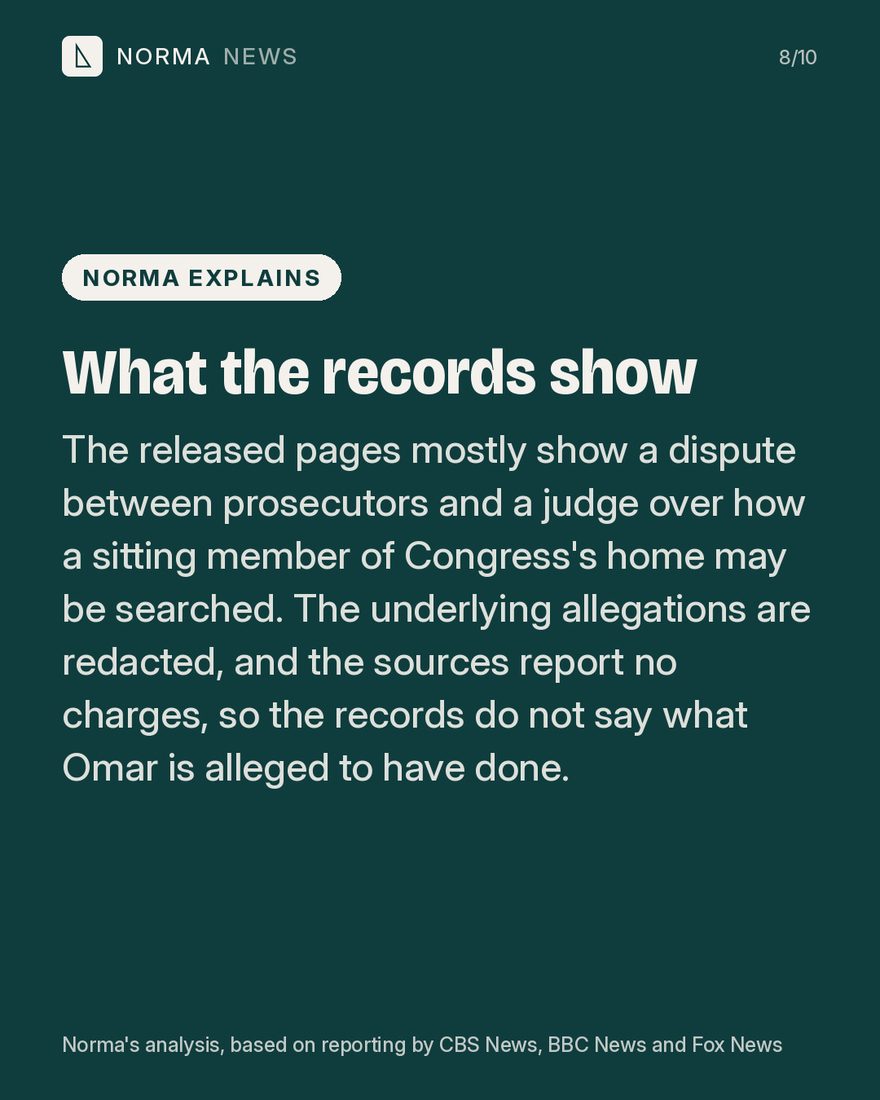 NORMA NEWS
8/10
NORMA EXPLAINS
What the records show
The released pages mostly show a dispute
between prosecutors and a judge over how
a sitting member of Congress's home may
be searched. The underlying allegations are
redacted, and the sources report no
charges, so the records do not say what
Omar is alleged to have done.
Norma's analysis, based on reporting by CBS News, BBC News and Fox News